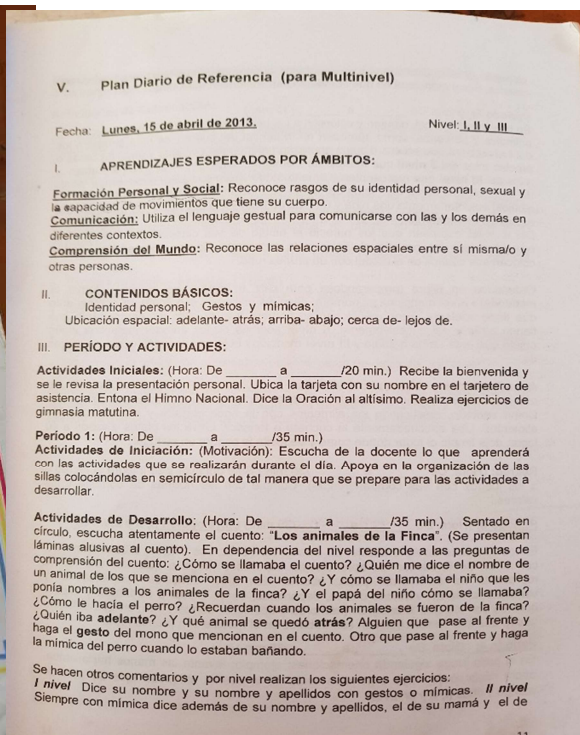 V. Plan Diario de Referencia (para Multinivel)
Fecha: Lunes, 15 de abril de 2013. Nivel: I, II y III
I. APRENDIZAJES ESPERADOS POR ÁMBITOS:
Formación Personal y Social: Reconoce rasgos de su identidad personal, sexual y
la capacidad de movimientos que tiene su cuerpo.
Comunicación: Utiliza el lenguaje gestual para comunicarse con las y los demás en
diferentes contextos.
Comprensión del Mundo: Reconoce las relaciones espaciales entre sí misma/o y
otras personas.
II. CONTENIDOS BÁSICOS:
Identidad personal; Gestos y mímicas;
Ubicación espacial: adelante- atrás; arriba- abajo; cerca de- lejos de.
III. PERÍODO Y ACTIVIDADES:
Actividades Iniciales: (Hora: De ________ a ________/20 min.) Recibe la bienvenida y
se le revisa la presentación personal. Ubica la tarjeta con su nombre en el tarjetero de
asistencia. Entona el Himno Nacional. Dice la Oración al altísimo. Realiza ejercicios de
gimnasia matutina.
Período 1: (Hora: De ________ a ________/35 min.)
Actividades de Iniciación: (Motivación): Escucha de la docente lo que aprenderá
con las actividades que se realizarán durante el día. Apoya en la organización de las
sillas colocándolas en semicírculo de tal manera que se prepare para las actividades a
desarrollar.
Actividades de Desarrollo: (Hora: De ________ a ________/35 min.) Sentado en
círculo, escucha atentamente el cuento: "Los animales de la Finca". (Se presentan
láminas alusivas al cuento). En dependencia del nivel responde a las preguntas de
comprensión del cuento: ¿Cómo se llamaba el cuento? ¿Quién me dice el nombre de
un animal de los que se menciona en el cuento? ¿Y cómo se llamaba el niño que les
ponía nombres a los animales de la finca? ¿Y el papá del niño cómo se llamaba?
¿Cómo le hacía el perro? ¿Recuerdan cuando los animales se fueron de la finca?
¿Quién iba adelante? ¿Y qué animal se quedó atrás? Alguien que pase al frente y
haga el gesto del mono que mencionan en el cuento. Otro que pase al frente y haga
la mímica del perro cuando lo estaban bañando.
Se hacen otros comentarios y por nivel realizan los siguientes ejercicios:
I nivel Dice su nombre y su nombre y apellidos con gestos o mímicas. II nivel
Siempre con mímica dice además de su nombre y apellidos, el de su mamá y el de